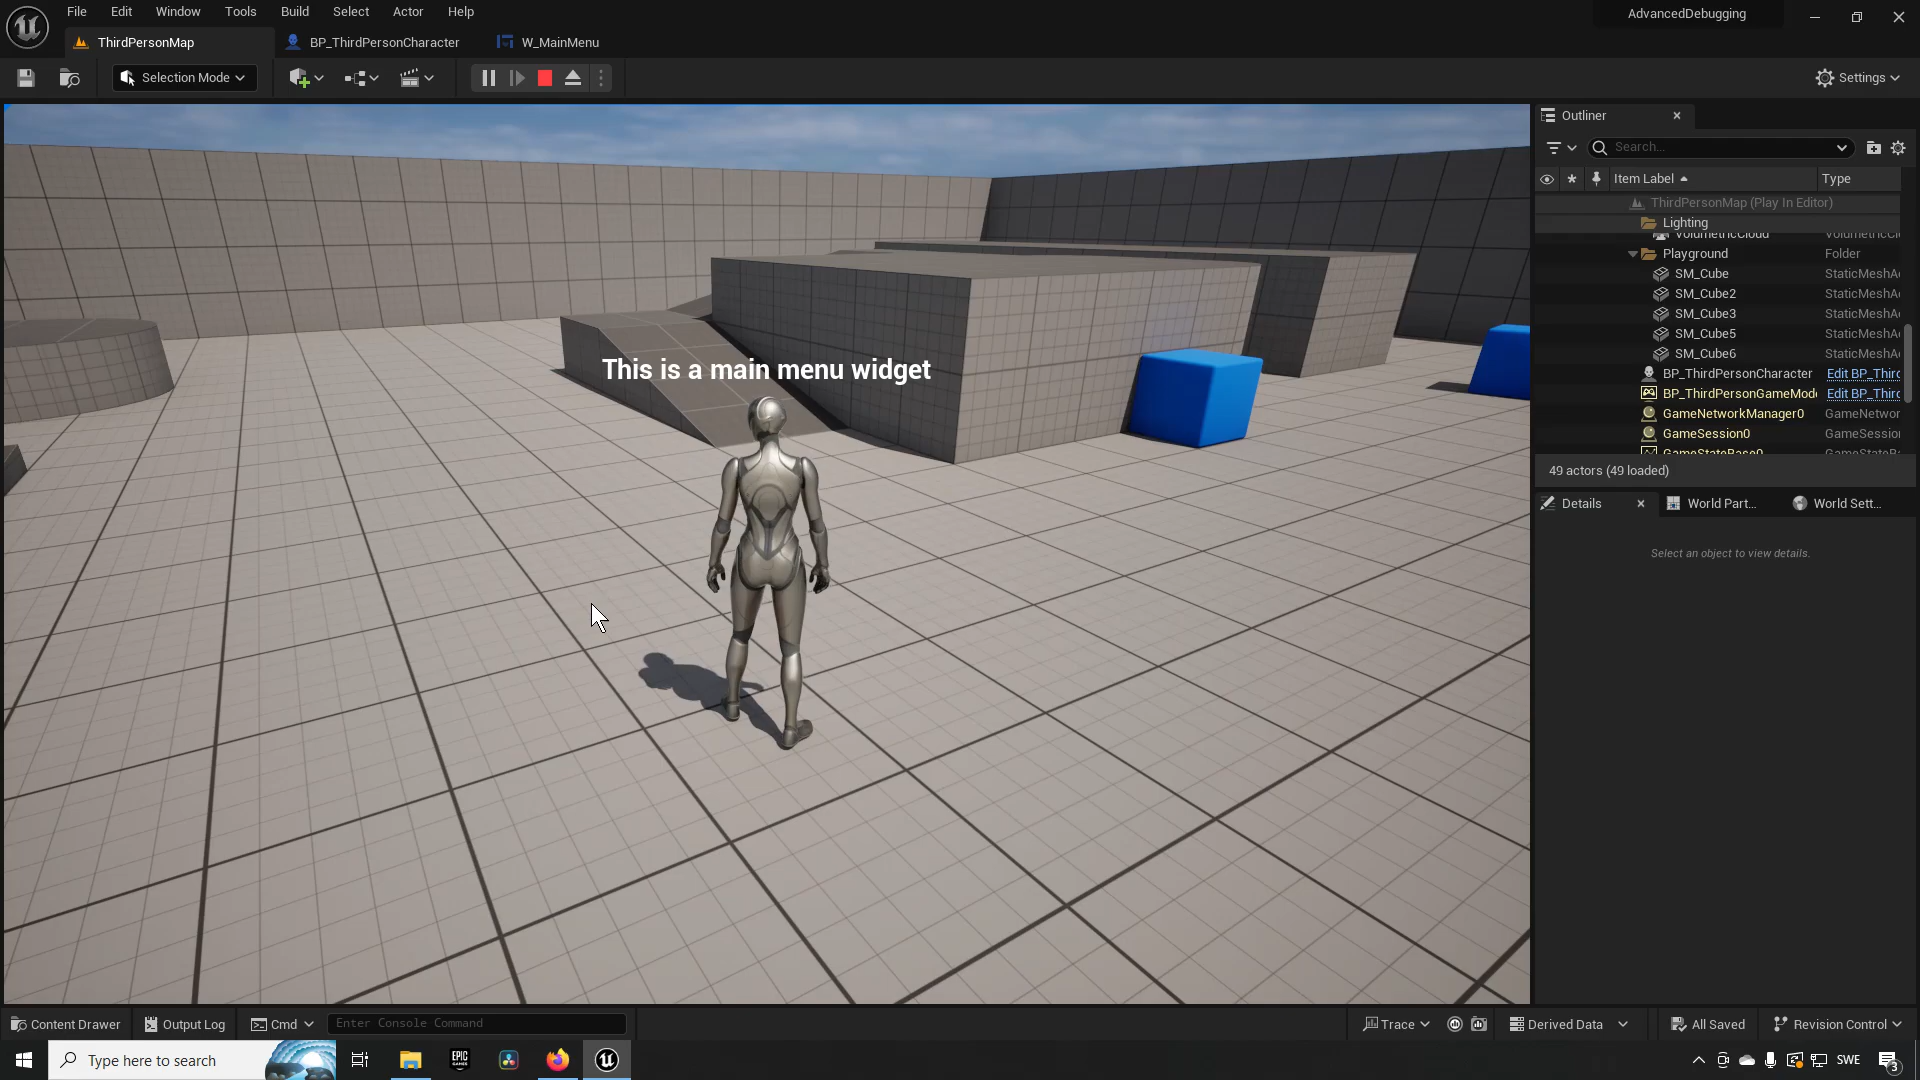 File Edit Window Tools Build Select Actor Help
AdvancedDebugging
ThirdPersonMap
BP_ThirdPersonCharacter
W_MainMenu
Selection Mode
Settings
This is a main menu widget
Outliner
Search...
Item Label
Type
ThirdPersonMap (Play In Editor)
Lighting
Playground Folder
SM_Cube StaticMeshA
SM_Cube2 StaticMeshA
SM_Cube3 StaticMeshA
SM_Cube5 StaticMeshA
SM_Cube6 StaticMeshA
BP_ThirdPersonCharacter Edit BP_Thir
BP_ThirdPersonGameMod Edit BP_Thir
GameNetworkManager0 GameNetwor
GameSession0 GameSession
49 actors (49 loaded)
Details
World Part...
World Sett...
Select an object to view details.
Content Drawer
Output Log
Cmd
Enter Console Command
Trace
Derived Data
All Saved
Revision Control
Type here to search
EPIC GAMES
SWE
3